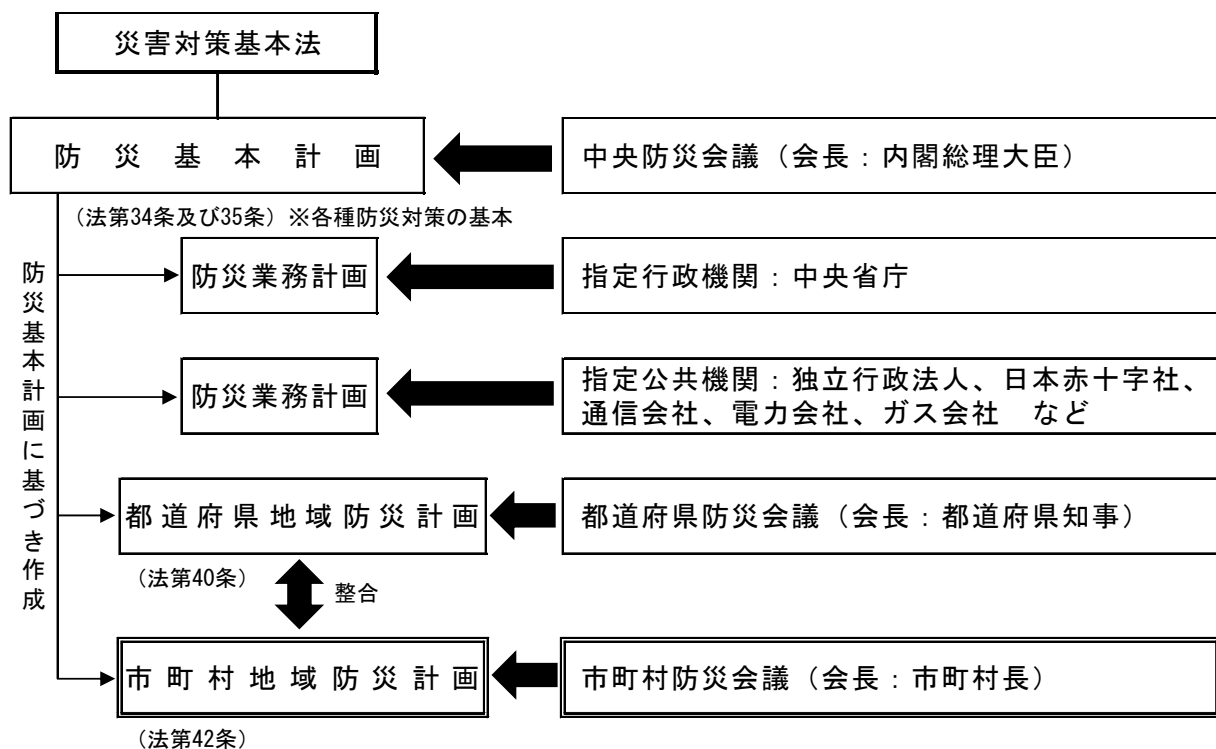 災害対策基本法
防災基本計画
中央防災会議（会長：内閣総理大臣）
（法第34条及び35条）※各種防災対策の基本
防災基本計画に基づき作成
防災業務計画
指定行政機関：中央省庁
防災業務計画
指定公共機関：独立行政法人、日本赤十字社、
通信会社、電力会社、ガス会社　など
都道府県地域防災計画
都道府県防災会議（会長：都道府県知事）
（法第40条）
整合
市町村地域防災計画
市町村防災会議（会長：市町村長）
（法第42条）